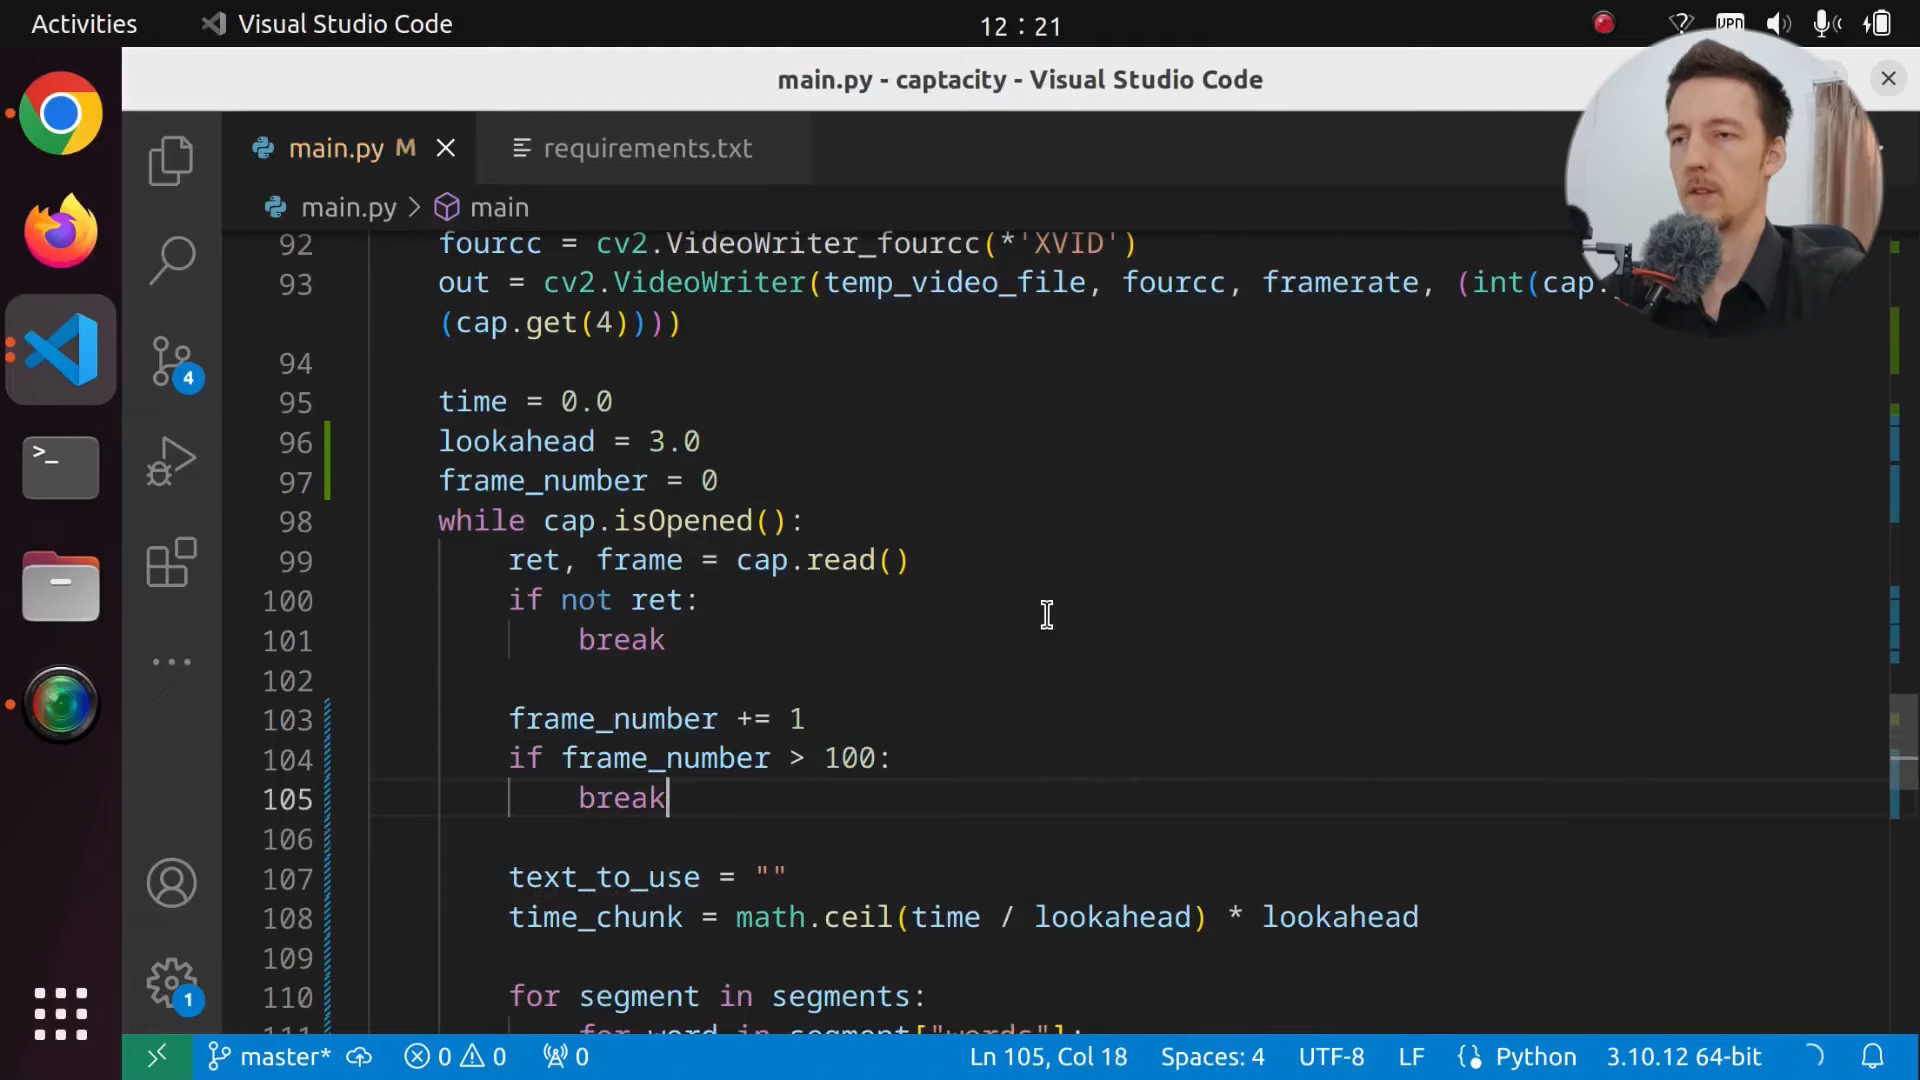 Activities
Visual Studio Code
12 : 21
VPN
main.py - captacity - Visual Studio Code
main.py M
requirements.txt
main.py > main
92 fourcc = cv2.VideoWriter_fourcc(*'XVID')
93 out = cv2.VideoWriter(temp_video_file, fourcc, framerate, (int(cap.
(cap.get(4))))
94
95 time = 0.0
96 lookahead = 3.0
97 frame_number = 0
98 while cap.isOpened():
99 ret, frame = cap.read()
100 if not ret:
101 break
102
103 frame_number += 1
104 if frame_number > 100:
105 break
106
107 text_to_use = ""
108 time_chunk = math.ceil(time / lookahead) * lookahead
109
110 for segment in segments:
111 for word in segment["words"]:
4
1
master*
0
0
0
Ln 105, Col 18
Spaces: 4
UTF-8
LF
Python
3.10.12 64-bit